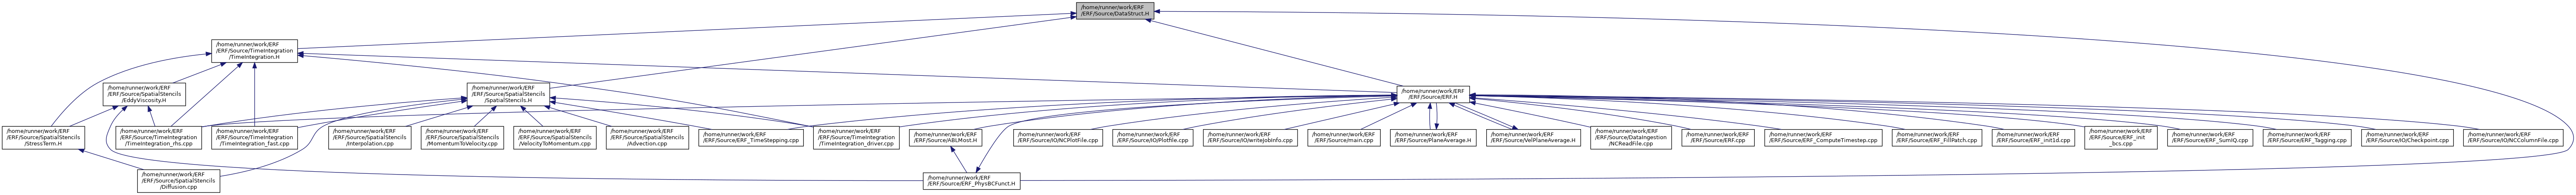 /home/runner/work/ERF
/ERF/Source/DataStruct.H
/home/runner/work/ERF
/ERF/Source/TimeIntegration
/TimeIntegration.H
/home/runner/work/ERF
/ERF/Source/SpatialStencils
/EddyViscosity.H
/home/runner/work/ERF
/ERF/Source/SpatialStencils
/SpatialStencils.H
/home/runner/work/ERF
/ERF/Source/ERF.H
/home/runner/work/ERF
/ERF/Source/SpatialStencils
/StressTerm.H
/home/runner/work/ERF
/ERF/Source/TimeIntegration
/TimeIntegration_rhs.cpp
/home/runner/work/ERF
/ERF/Source/TimeIntegration
/TimeIntegration_fast.cpp
/home/runner/work/ERF
/ERF/Source/SpatialStencils
/Interpolation.cpp
/home/runner/work/ERF
/ERF/Source/SpatialStencils
/MomentumToVelocity.cpp
/home/runner/work/ERF
/ERF/Source/SpatialStencils
/VelocityToMomentum.cpp
/home/runner/work/ERF
/ERF/Source/SpatialStencils
/Advection.cpp
/home/runner/work/ERF
/ERF/Source/ERF_TimeStepping.cpp
/home/runner/work/ERF
/ERF/Source/TimeIntegration
/TimeIntegration_driver.cpp
/home/runner/work/ERF
/ERF/Source/ABLMost.H
/home/runner/work/ERF
/ERF/Source/IO/NCPlotFile.cpp
/home/runner/work/ERF
/ERF/Source/IO/Plotfile.cpp
/home/runner/work/ERF
/ERF/Source/IO/writeJobInfo.cpp
/home/runner/work/ERF
/ERF/Source/main.cpp
/home/runner/work/ERF
/ERF/Source/PlaneAverage.H
/home/runner/work/ERF
/ERF/Source/VelPlaneAverage.H
/home/runner/work/ERF
/ERF/Source/DataIngestion
/NCReadFile.cpp
/home/runner/work/ERF
/ERF/Source/ERF.cpp
/home/runner/work/ERF
/ERF/Source/ERF_ComputeTimestep.cpp
/home/runner/work/ERF
/ERF/Source/ERF_FillPatch.cpp
/home/runner/work/ERF
/ERF/Source/ERF_init1d.cpp
/home/runner/work/ERF
/ERF/Source/ERF_init
_bcs.cpp
/home/runner/work/ERF
/ERF/Source/ERF_SumIQ.cpp
/home/runner/work/ERF
/ERF/Source/ERF_Tagging.cpp
/home/runner/work/ERF
/ERF/Source/IO/Checkpoint.cpp
/home/runner/work/ERF
/ERF/Source/IO/NCColumnFile.cpp
/home/runner/work/ERF
/ERF/Source/SpatialStencils
/Diffusion.cpp
/home/runner/work/ERF
/ERF/Source/ERF_PhysBCFunct.H